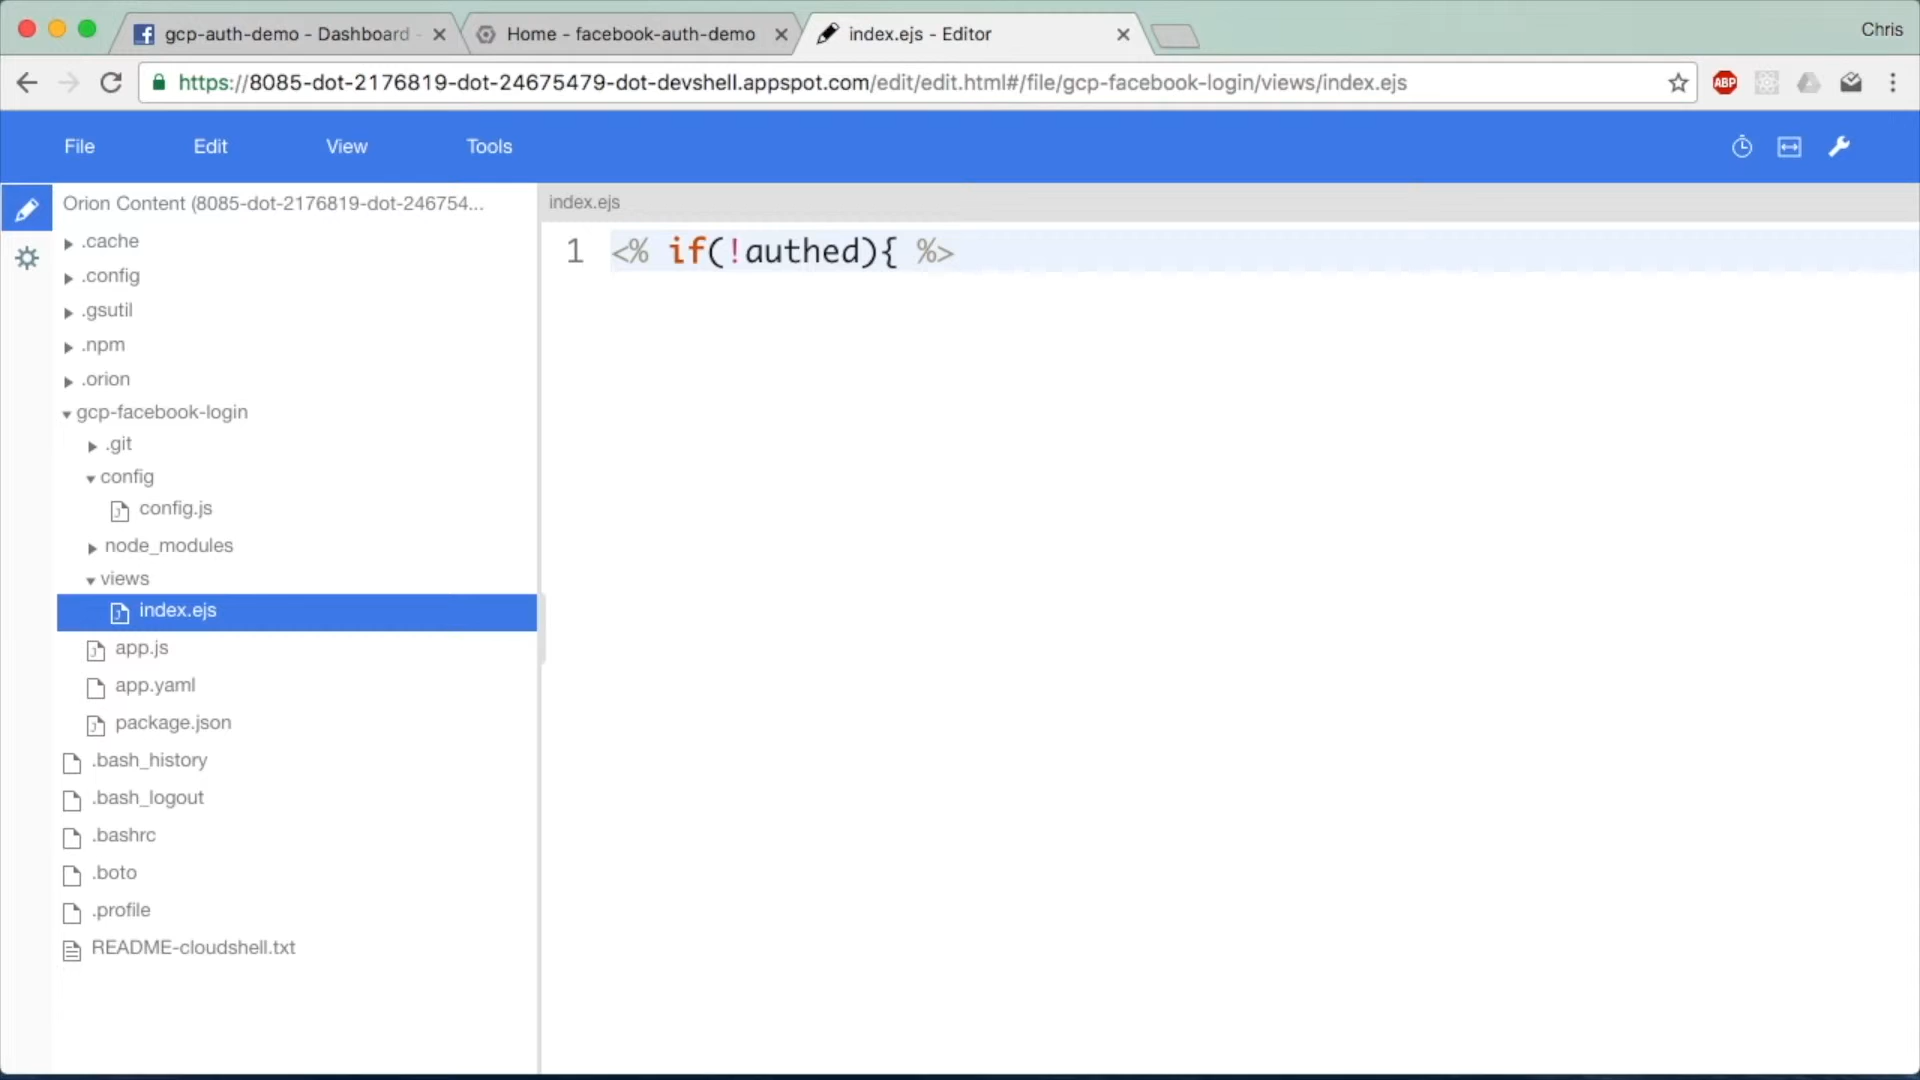 gcp-auth-demo - Dashboard -
Home - facebook-auth-demo
index.ejs - Editor
Chris
https://8085-dot-2176819-dot-24675479-dot-devshell.appspot.com/edit/edit.html#/file/gcp-facebook-login/views/index.ejs
ABP
File Edit View Tools
Orion Content (8085-dot-2176819-dot-246754...
.cache
.config
.gsutil
.npm
.orion
gcp-facebook-login
.git
config
config.js
node_modules
views
index.ejs
app.js
app.yaml
package.json
.bash_history
.bash_logout
.bashrc
.boto
.profile
README-cloudshell.txt
index.ejs
1 <% if(!authed){ %>